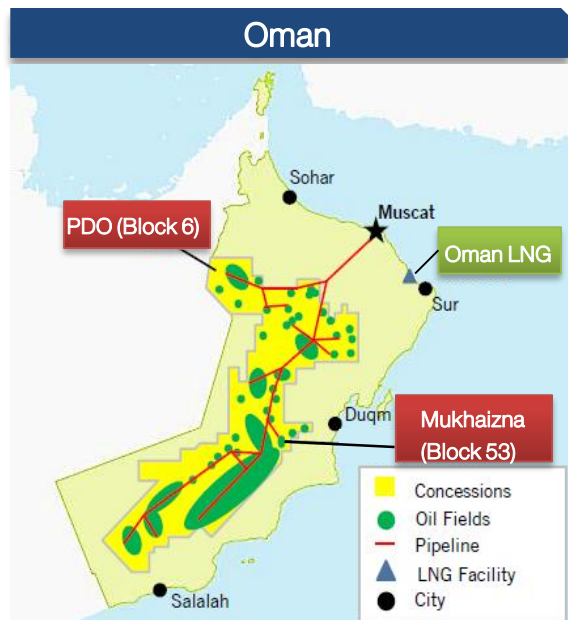 Oman
Sohar
Muscat
PDO (Block 6)
Oman LNG
Sur
Duqm
Mukhaizna
(Block 53)
Concessions
Oil Fields
Pipeline
LNG Facility
City
Salalah